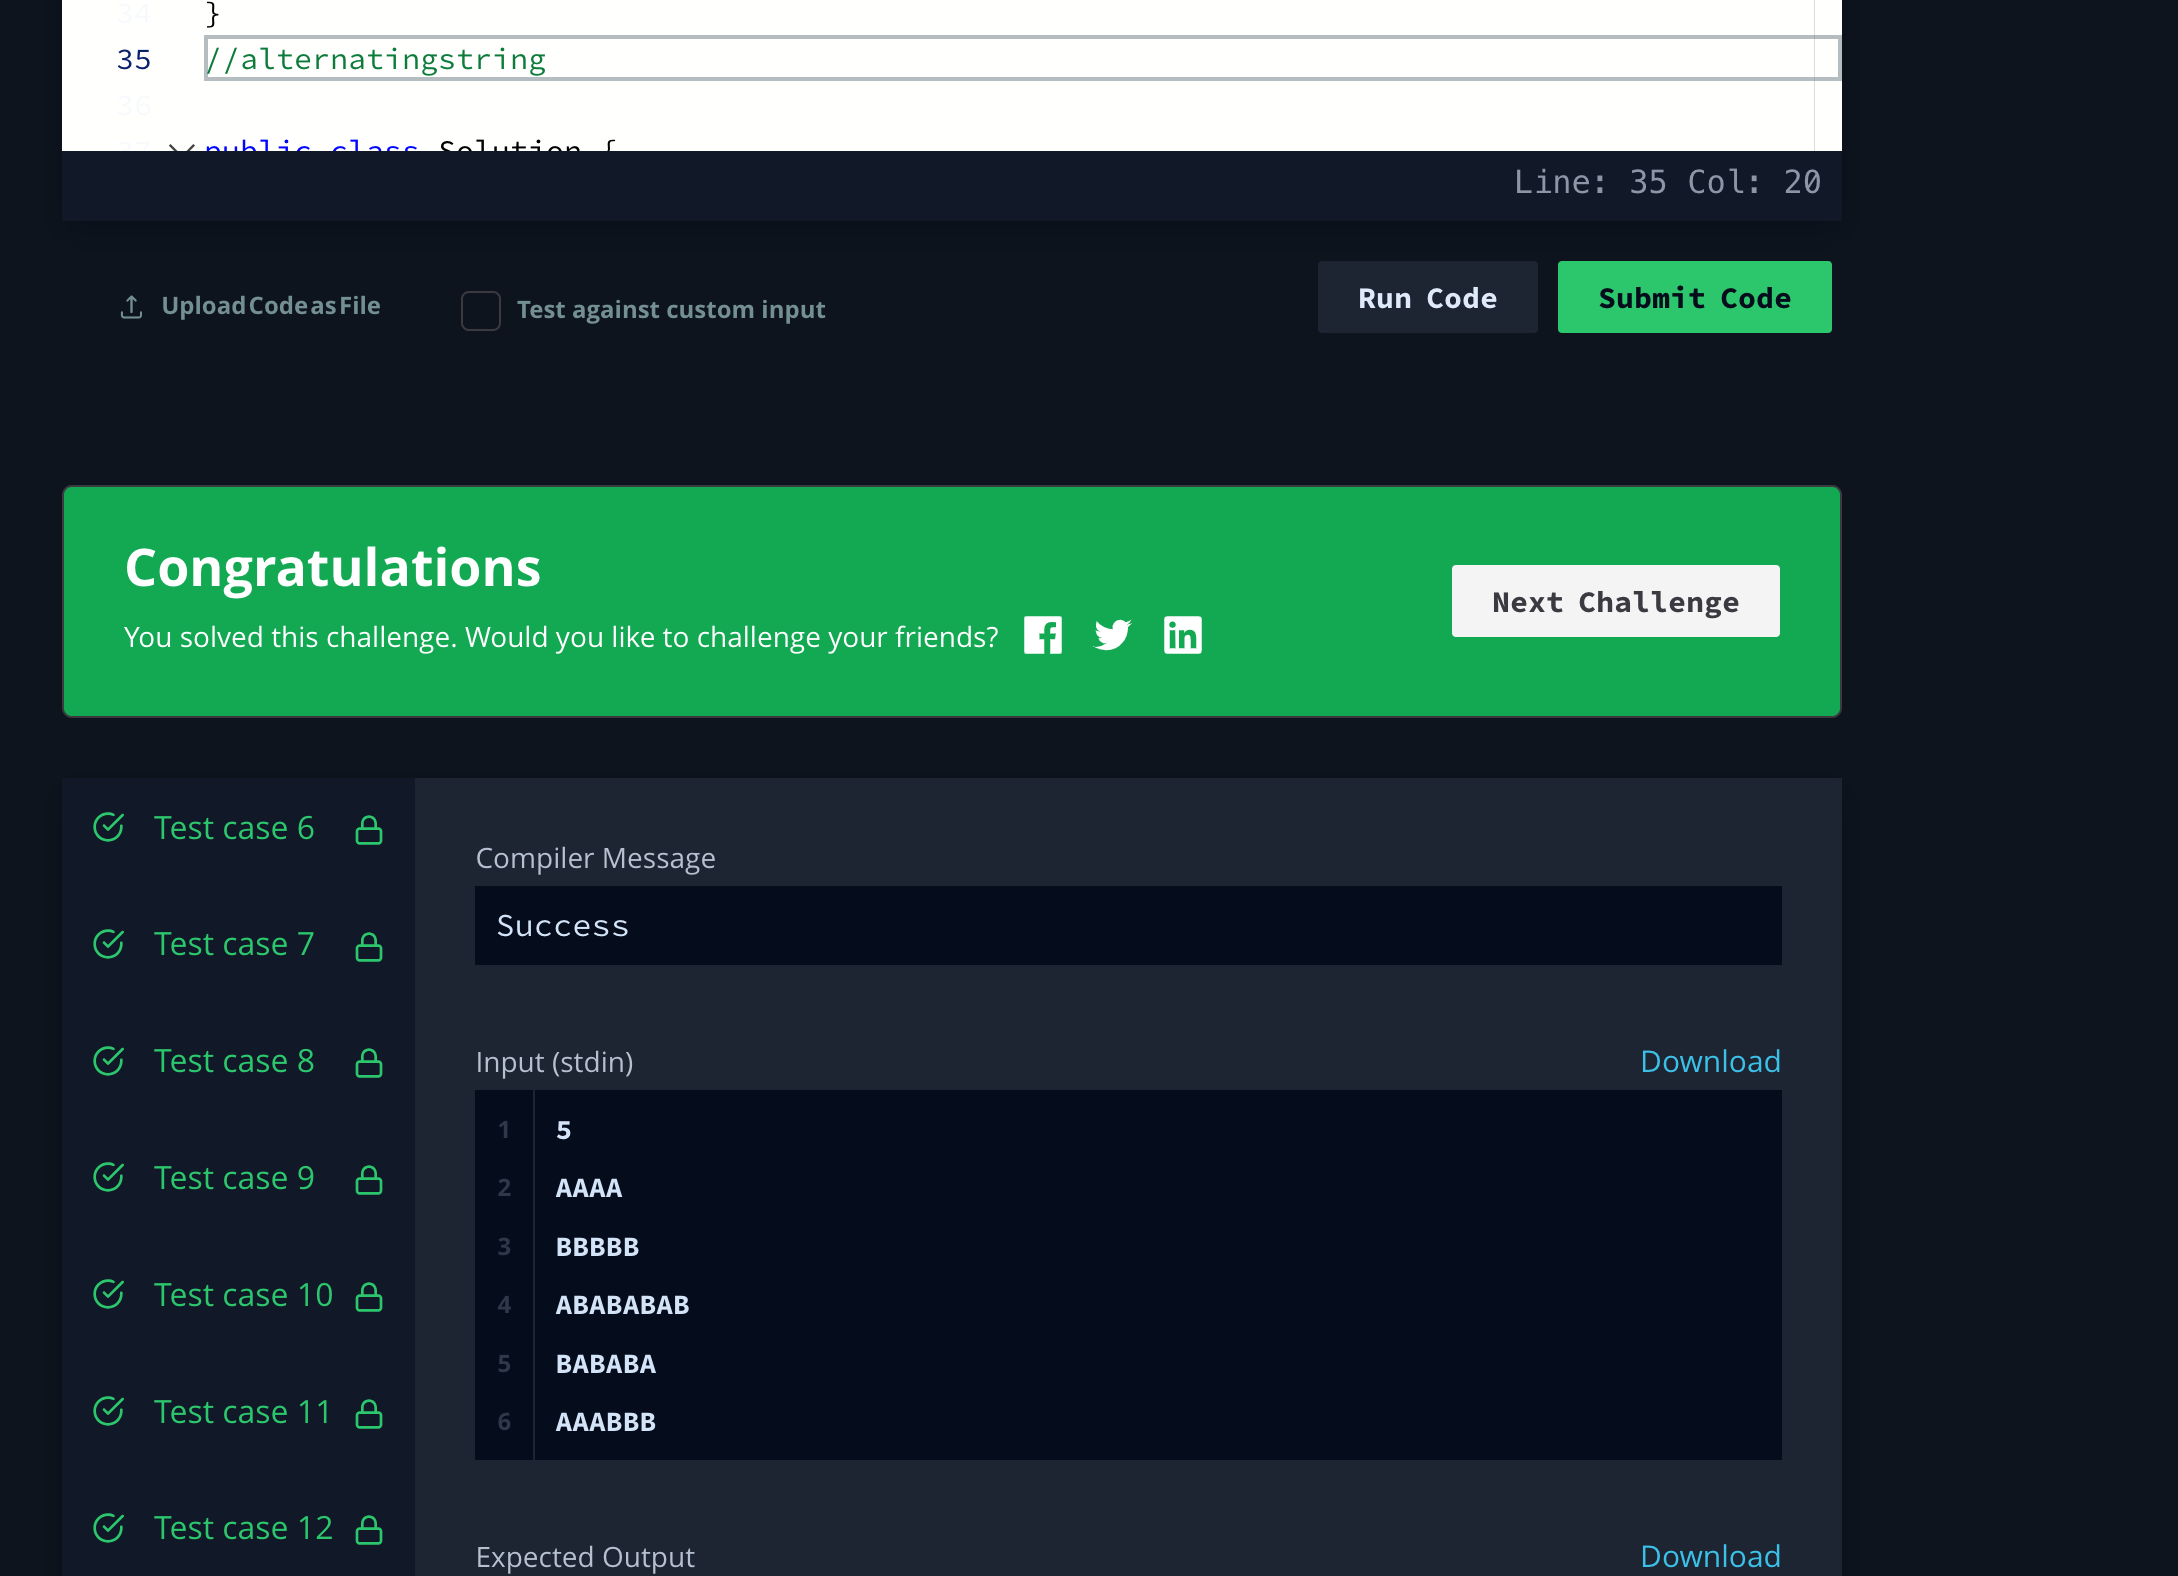 34 }
35 //alternatingstring
36
37 public class Solution {
Line: 35 Col: 20
Upload Code as File
Test against custom input
Run Code
Submit Code
Congratulations
You solved this challenge. Would you like to challenge your friends?
Next Challenge
Test case 6
Test case 7
Test case 8
Test case 9
Test case 10
Test case 11
Test case 12
Compiler Message
Success
Input (stdin)
Download
1 5
2 AAAA
3 BBBBB
4 ABABABAB
5 BABABA
6 AAABBB
Expected Output
Download